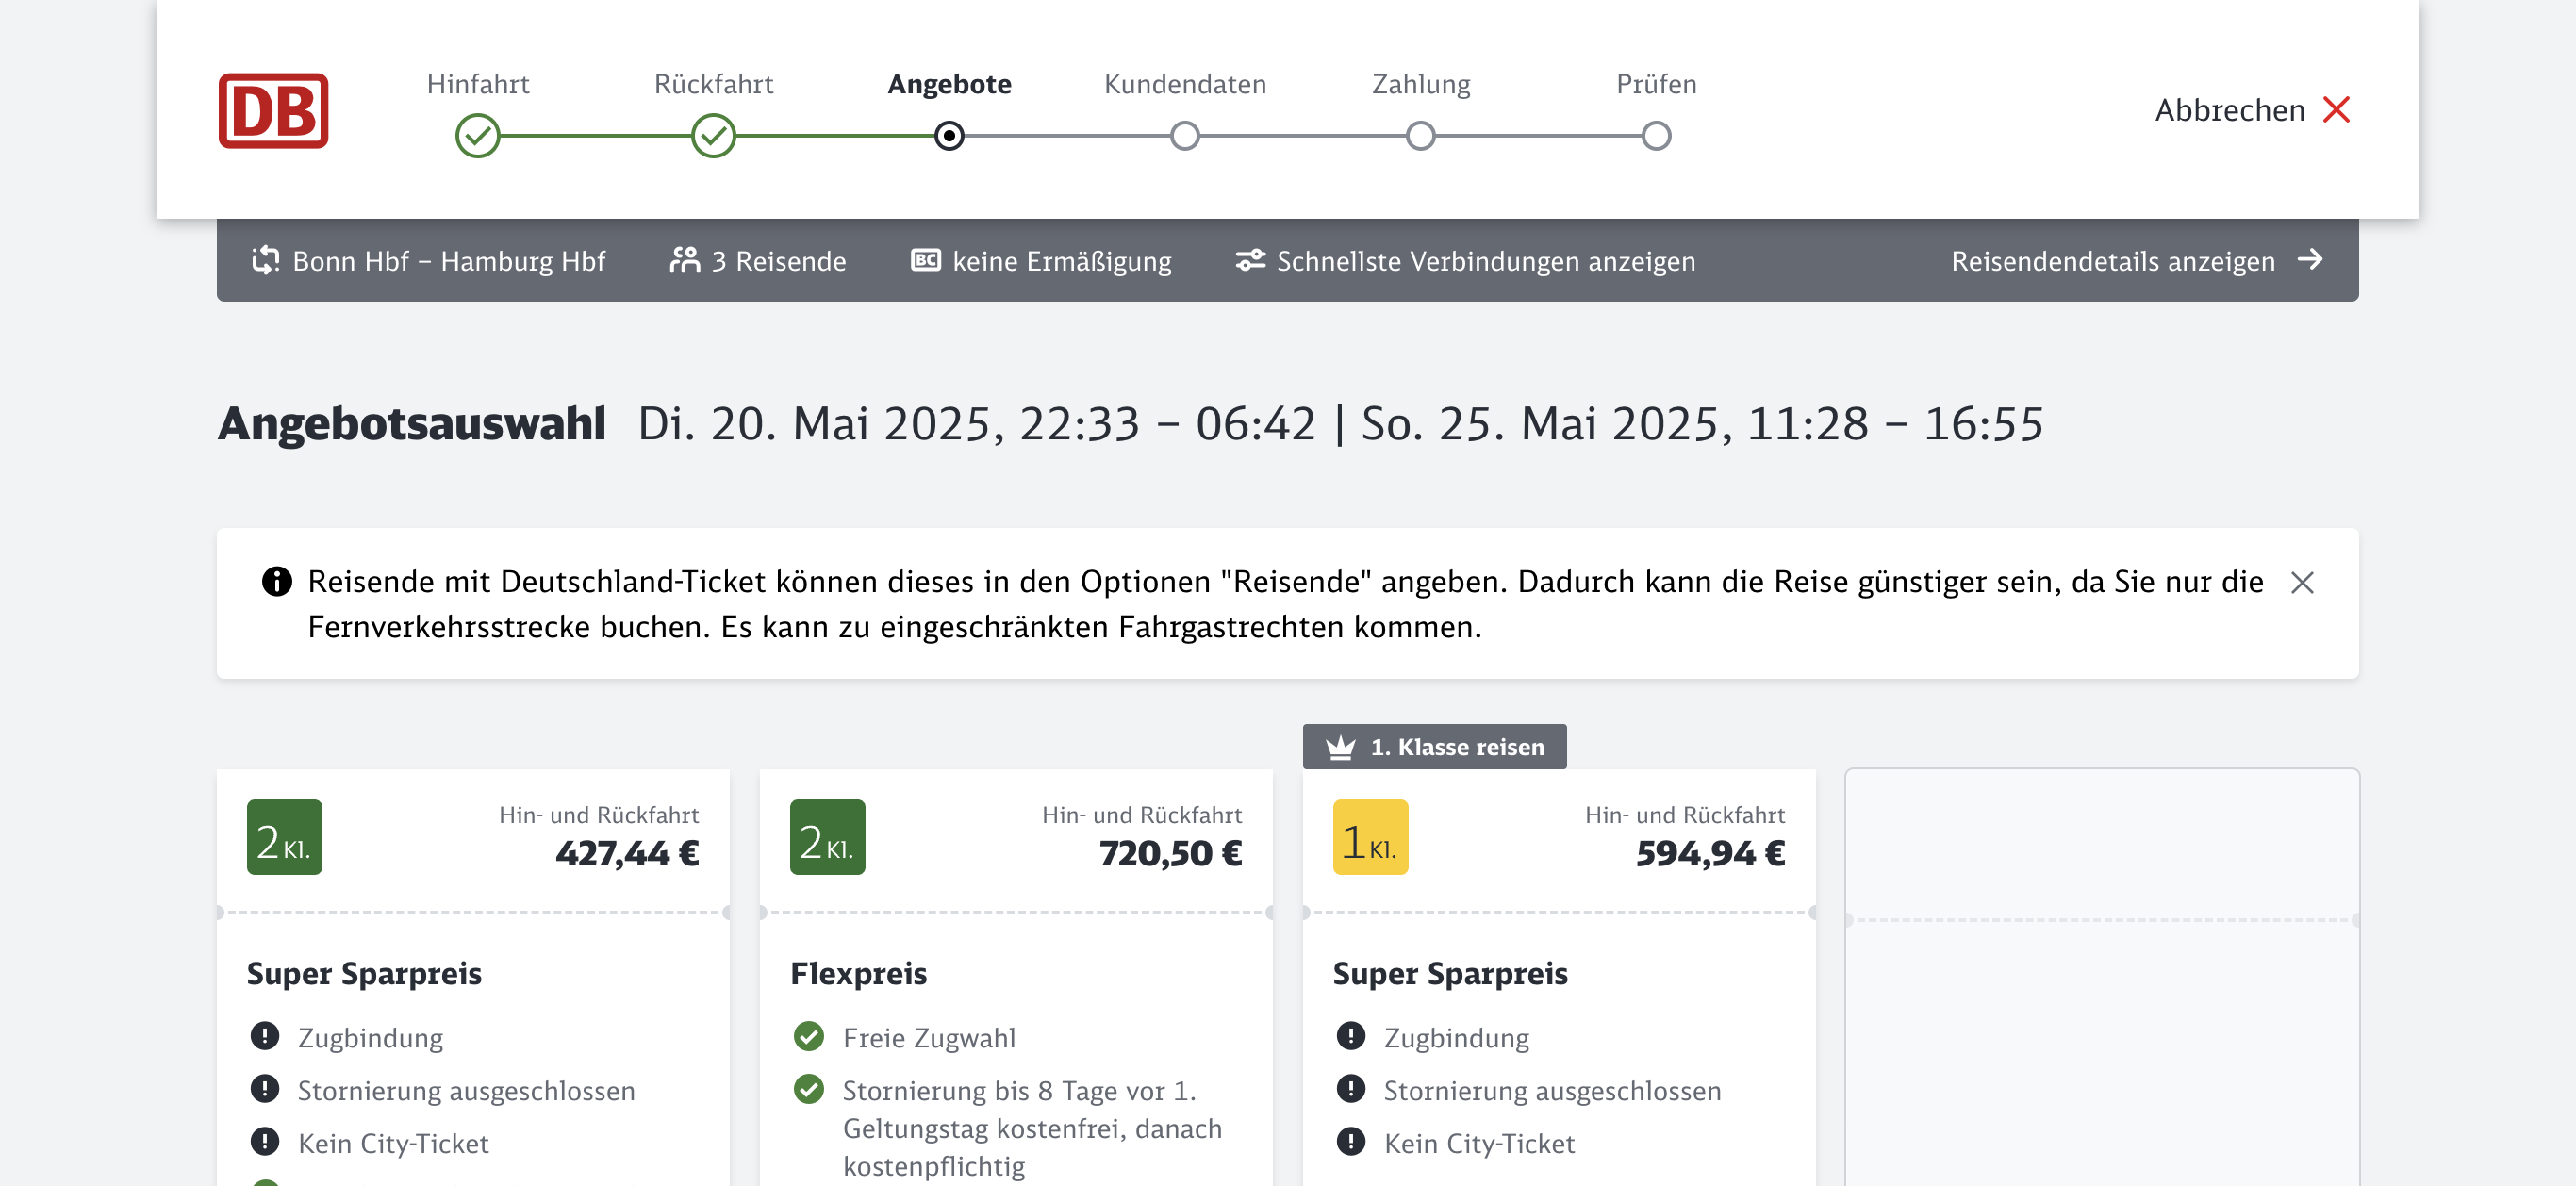 DB
Hinfahrt
Rückfahrt
Angebote
Kundendaten
Zahlung
Prüfen
Abbrechen
Bonn Hbf – Hamburg Hbf
3 Reisende
BC keine Ermäßigung
Schnellste Verbindungen anzeigen
Reisendendetails anzeigen
Angebotsauswahl Di. 20. Mai 2025, 22:33 – 06:42 | So. 25. Mai 2025, 11:28 – 16:55
Reisende mit Deutschland-Ticket können dieses in den Optionen "Reisende" angeben. Dadurch kann die Reise günstiger sein, da Sie nur die
Fernverkehrsstrecke buchen. Es kann zu eingeschränkten Fahrgastrechten kommen.
2 Kl.
Hin- und Rückfahrt
427,44 €
Super Sparpreis
Zugbindung
Stornierung ausgeschlossen
Kein City-Ticket
2 Kl.
Hin- und Rückfahrt
720,50 €
Flexpreis
Freie Zugwahl
Stornierung bis 8 Tage vor 1.
Geltungstag kostenfrei, danach
kostenpflichtig
1. Klasse reisen
1 Kl.
Hin- und Rückfahrt
594,94 €
Super Sparpreis
Zugbindung
Stornierung ausgeschlossen
Kein City-Ticket